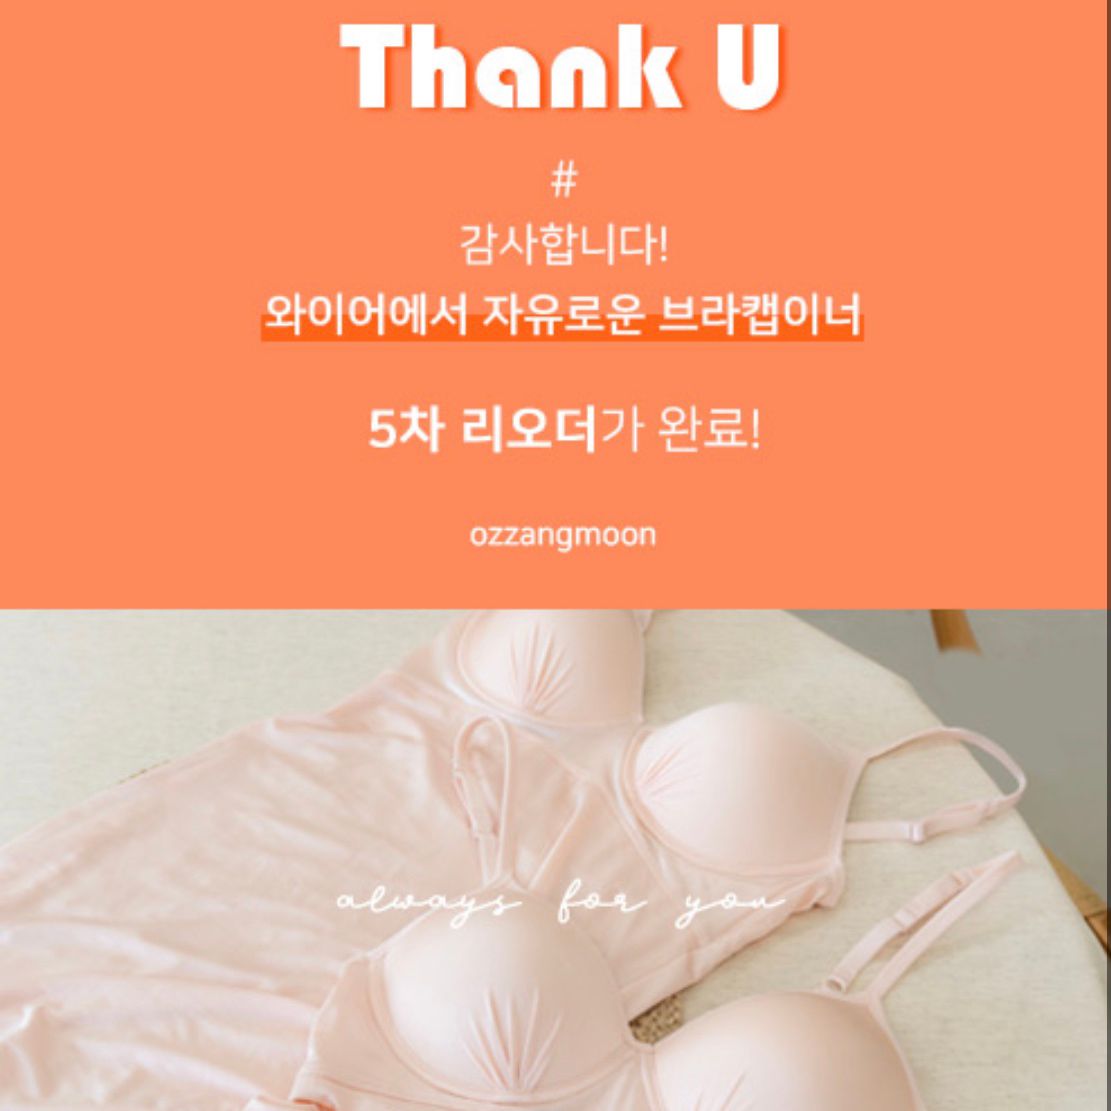 Thank U
#
감사합니다!
와이어에서 자유로운 브라캡이너
5차 리오더가 완료!
ozzangmoon
always for you